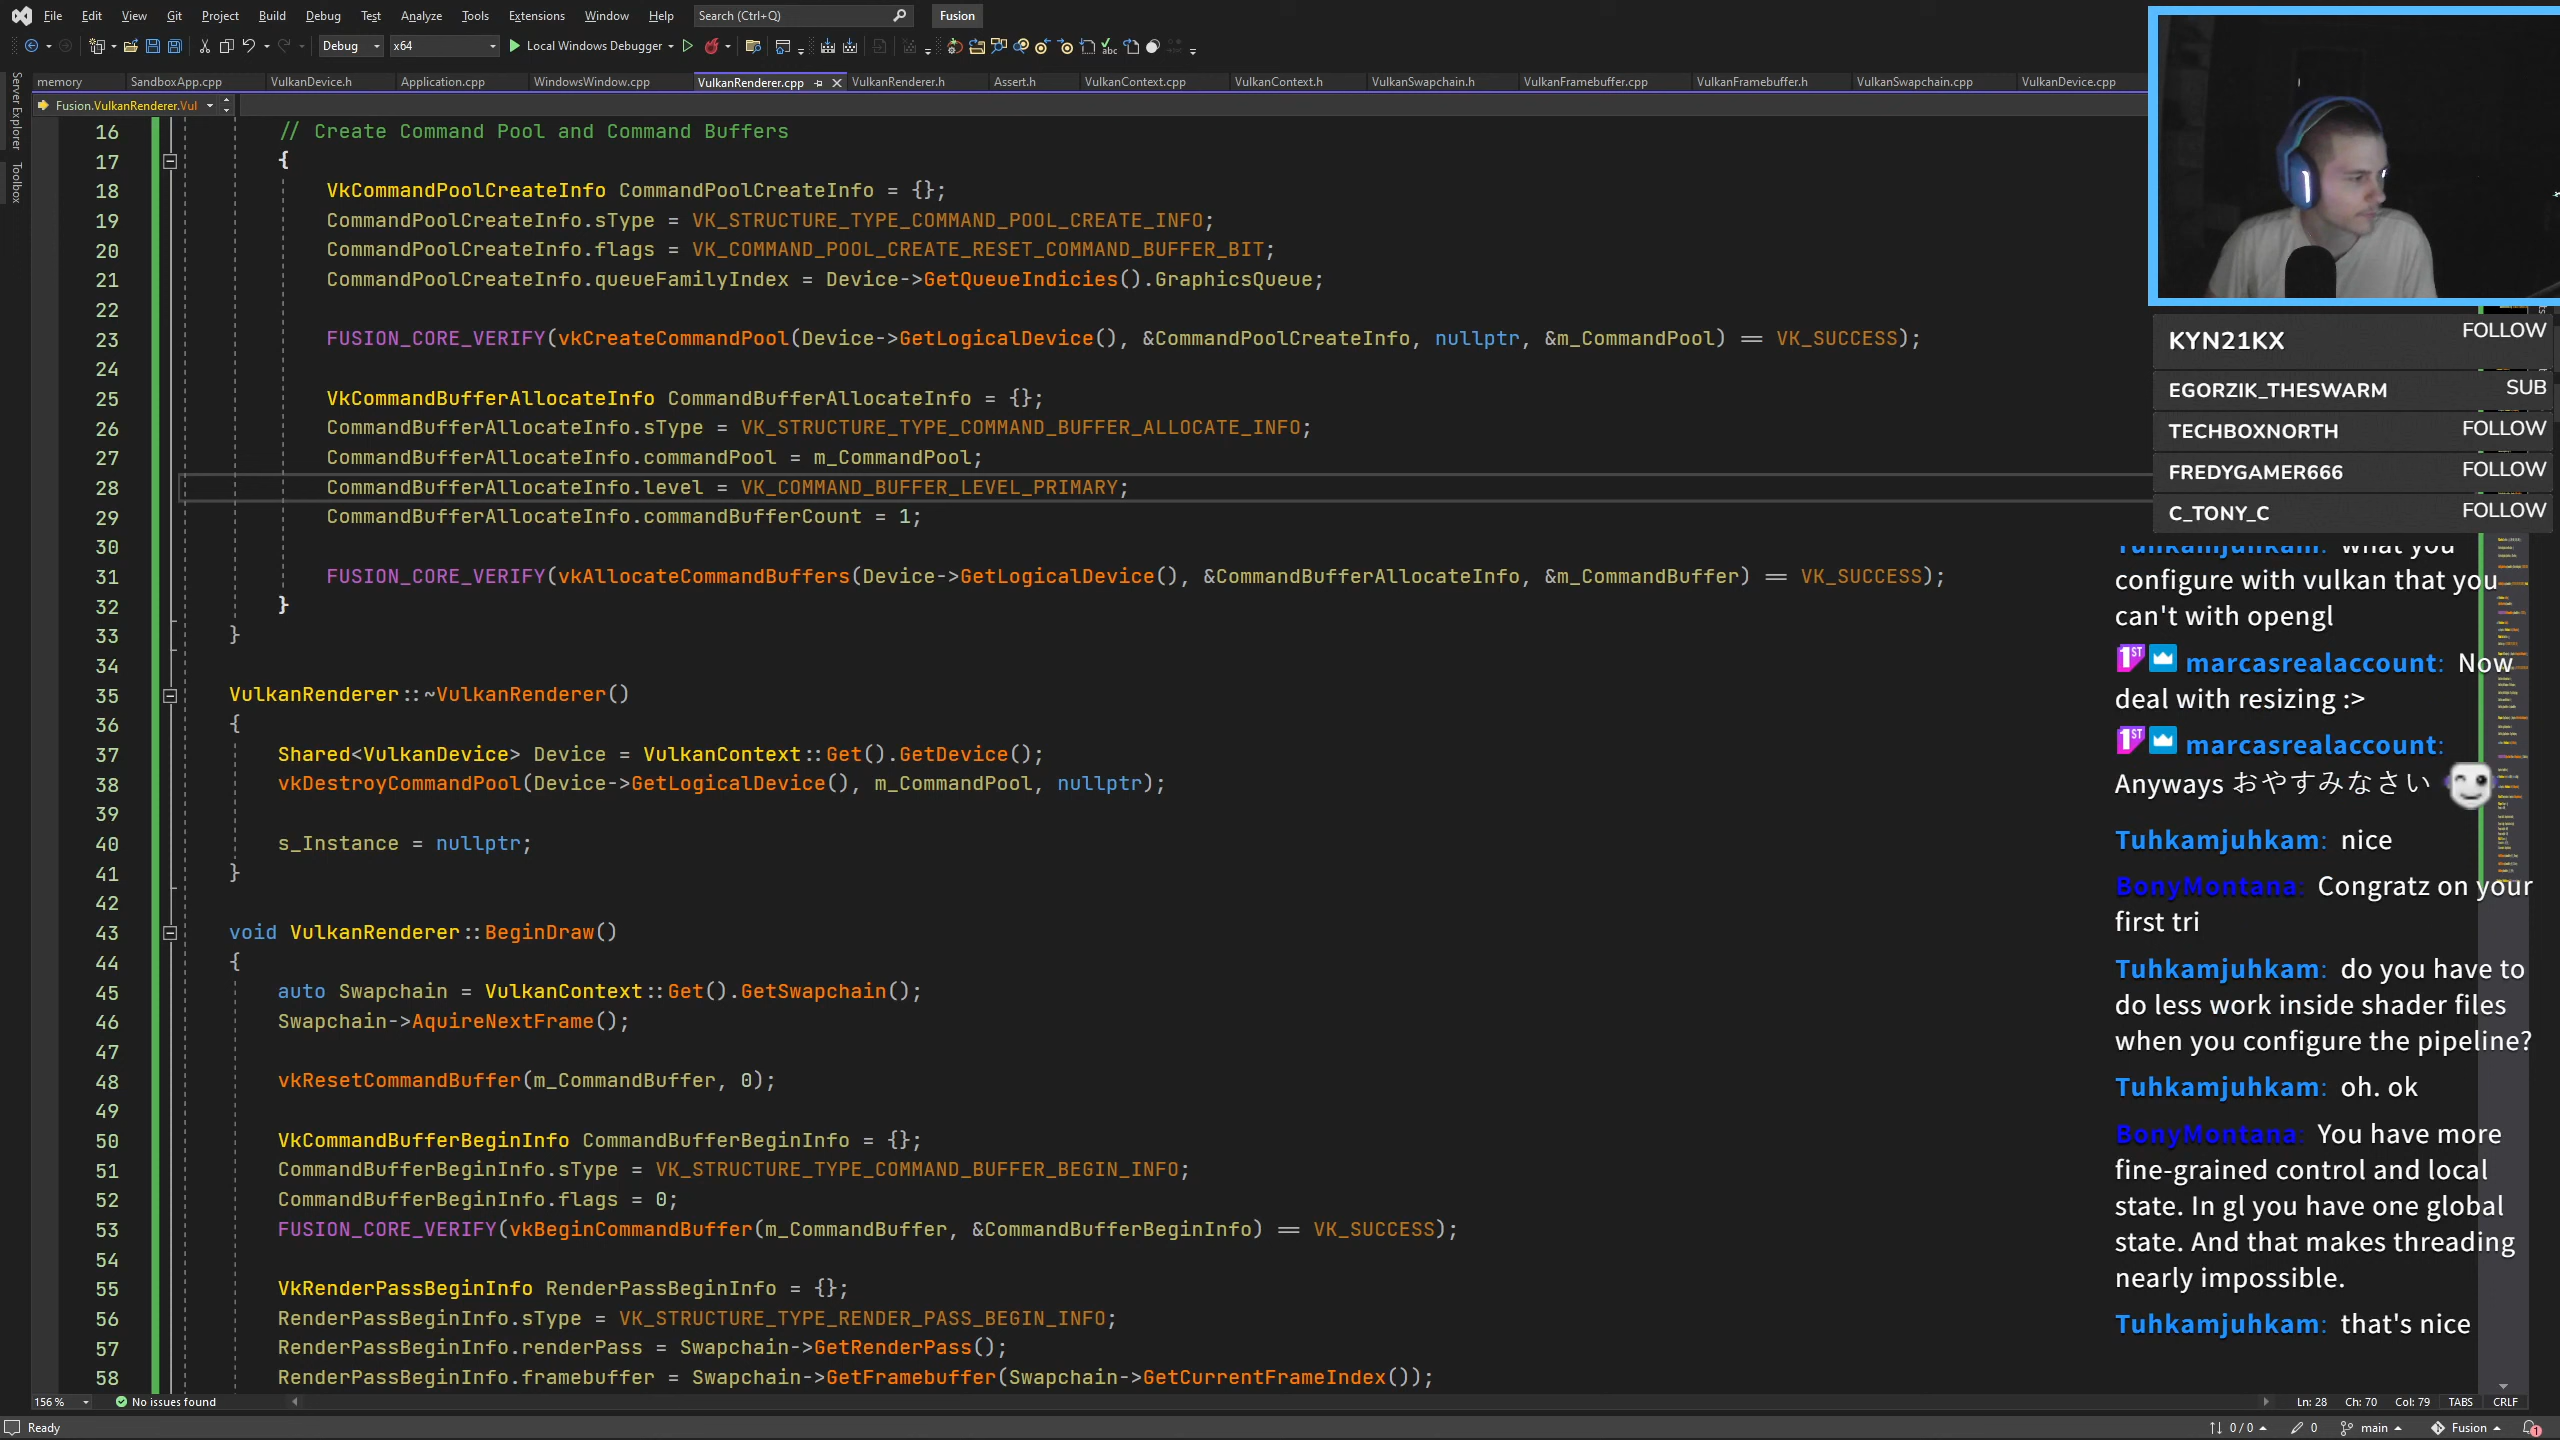 File Edit View Git Project Build Debug Test Analyze Tools Extensions Window Help Search (Ctrl+Q) Fusion
Debug x64 Local Windows Debugger
memory SandboxApp.cpp VulkanDevice.h Application.cpp WindowsWindow.cpp VulkanRenderer.cpp VulkanRenderer.h Assert.h VulkanContext.cpp VulkanContext.h VulkanSwapchain.h VulkanFramebuffer.cpp VulkanFramebuffer.h VulkanSwapchain.cpp VulkanDevice.cpp
Fusion.VulkanRenderer.Vul
Server Explorer
Toolbox
16 // Create Command Pool and Command Buffers
17 {
18 VkCommandPoolCreateInfo CommandPoolCreateInfo = {};
19 CommandPoolCreateInfo.sType = VK_STRUCTURE_TYPE_COMMAND_POOL_CREATE_INFO;
20 CommandPoolCreateInfo.flags = VK_COMMAND_POOL_CREATE_RESET_COMMAND_BUFFER_BIT;
21 CommandPoolCreateInfo.queueFamilyIndex = Device->GetQueueIndicies().GraphicsQueue;
22
23 FUSION_CORE_VERIFY(vkCreateCommandPool(Device->GetLogicalDevice(), &CommandPoolCreateInfo, nullptr, &m_CommandPool) == VK_SUCCESS);
24
25 VkCommandBufferAllocateInfo CommandBufferAllocateInfo = {};
26 CommandBufferAllocateInfo.sType = VK_STRUCTURE_TYPE_COMMAND_BUFFER_ALLOCATE_INFO;
27 CommandBufferAllocateInfo.commandPool = m_CommandPool;
28 CommandBufferAllocateInfo.level = VK_COMMAND_BUFFER_LEVEL_PRIMARY;
29 CommandBufferAllocateInfo.commandBufferCount = 1;
30
31 FUSION_CORE_VERIFY(vkAllocateCommandBuffers(Device->GetLogicalDevice(), &CommandBufferAllocateInfo, &m_CommandBuffer) == VK_SUCCESS);
32 }
33 }
34
35 VulkanRenderer::~VulkanRenderer()
36 {
37 Shared<VulkanDevice> Device = VulkanContext::Get().GetDevice();
38 vkDestroyCommandPool(Device->GetLogicalDevice(), m_CommandPool, nullptr);
39
40 s_Instance = nullptr;
41 }
42
43 void VulkanRenderer::BeginDraw()
44 {
45 auto Swapchain = VulkanContext::Get().GetSwapchain();
46 Swapchain->AquireNextFrame();
47
48 vkResetCommandBuffer(m_CommandBuffer, 0);
49
50 VkCommandBufferBeginInfo CommandBufferBeginInfo = {};
51 CommandBufferBeginInfo.sType = VK_STRUCTURE_TYPE_COMMAND_BUFFER_BEGIN_INFO;
52 CommandBufferBeginInfo.flags = 0;
53 FUSION_CORE_VERIFY(vkBeginCommandBuffer(m_CommandBuffer, &CommandBufferBeginInfo) == VK_SUCCESS);
54
55 VkRenderPassBeginInfo RenderPassBeginInfo = {};
56 RenderPassBeginInfo.sType = VK_STRUCTURE_TYPE_RENDER_PASS_BEGIN_INFO;
57 RenderPassBeginInfo.renderPass = Swapchain->GetRenderPass();
58 RenderPassBeginInfo.framebuffer = Swapchain->GetFramebuffer(Swapchain->GetCurrentFrameIndex());
KYN21KX FOLLOW
EGORZIK_THESWARM SUB
TECHBOXNORTH FOLLOW
FREDYGAMER666 FOLLOW
C_TONY_C FOLLOW
Tuhkamjuhkam: what you
configure with vulkan that you
can't with opengl
1ST marcasrealaccount: Now
deal with resizing :>
1ST marcasrealaccount:
Anyways おやすみなさい
Tuhkamjuhkam: nice
BonyMontana: Congratz on your
first tri
Tuhkamjuhkam: do you have to
do less work inside shader files
when you configure the pipeline?
Tuhkamjuhkam: oh. ok
BonyMontana: You have more
fine-grained control and local
state. In gl you have one global
state. And that makes threading
nearly impossible.
Tuhkamjuhkam: that's nice
156 % No issues found Ln: 28 Ch: 70 Col: 79 TABS CRLF
Ready 0 / 0 0 main Fusion 1